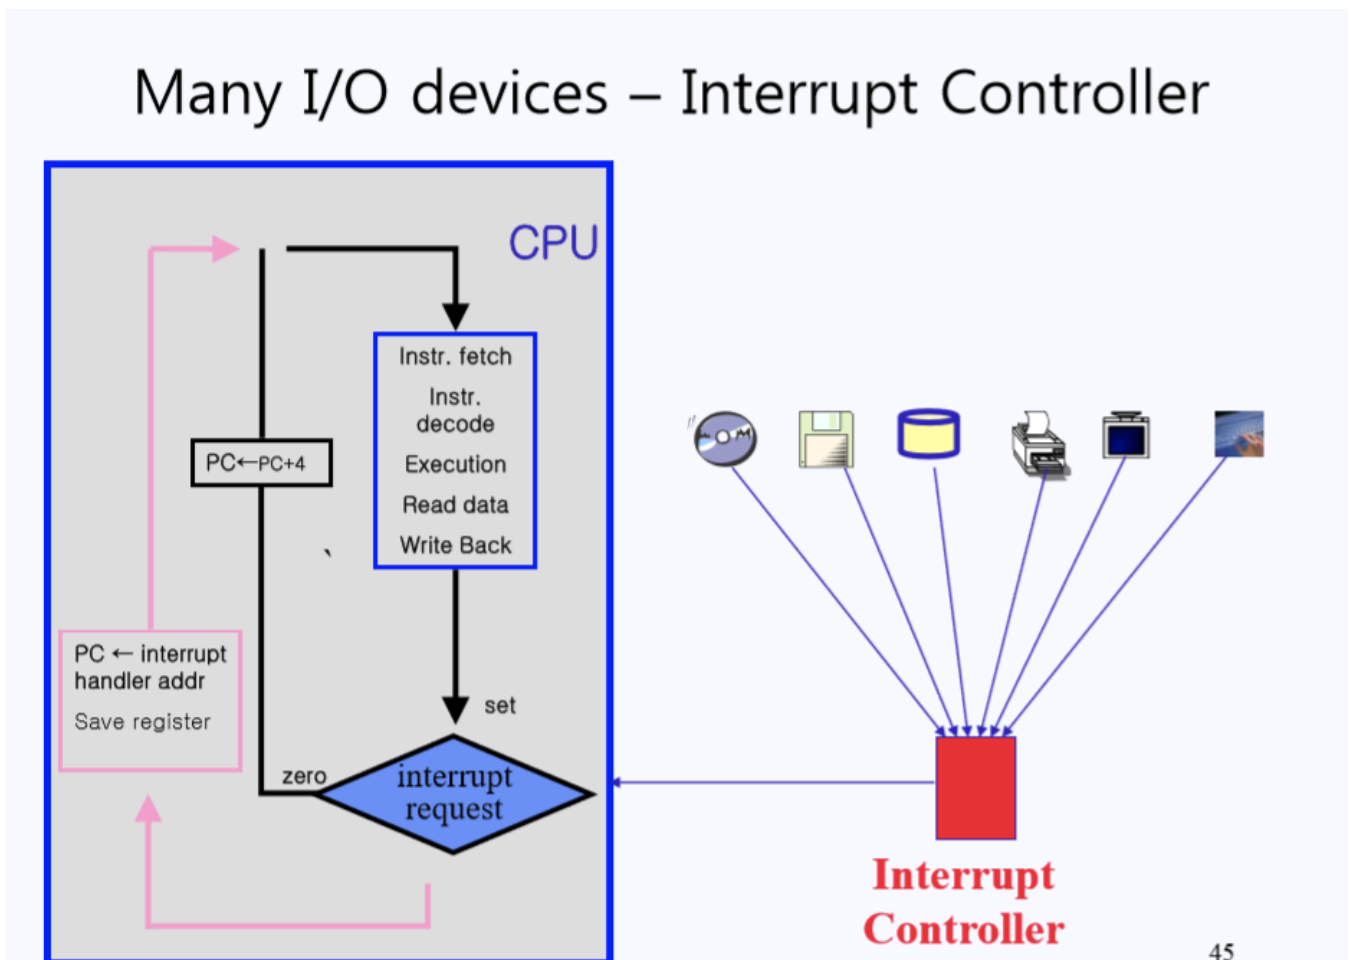 Many I/O devices – Interrupt Controller
CPU
Instr. fetch
Instr.
decode
Execution
Read data
Write Back
PC←PC+4
PC ← interrupt
handler addr
Save register
set
zero
interrupt
request
Interrupt
Controller
45